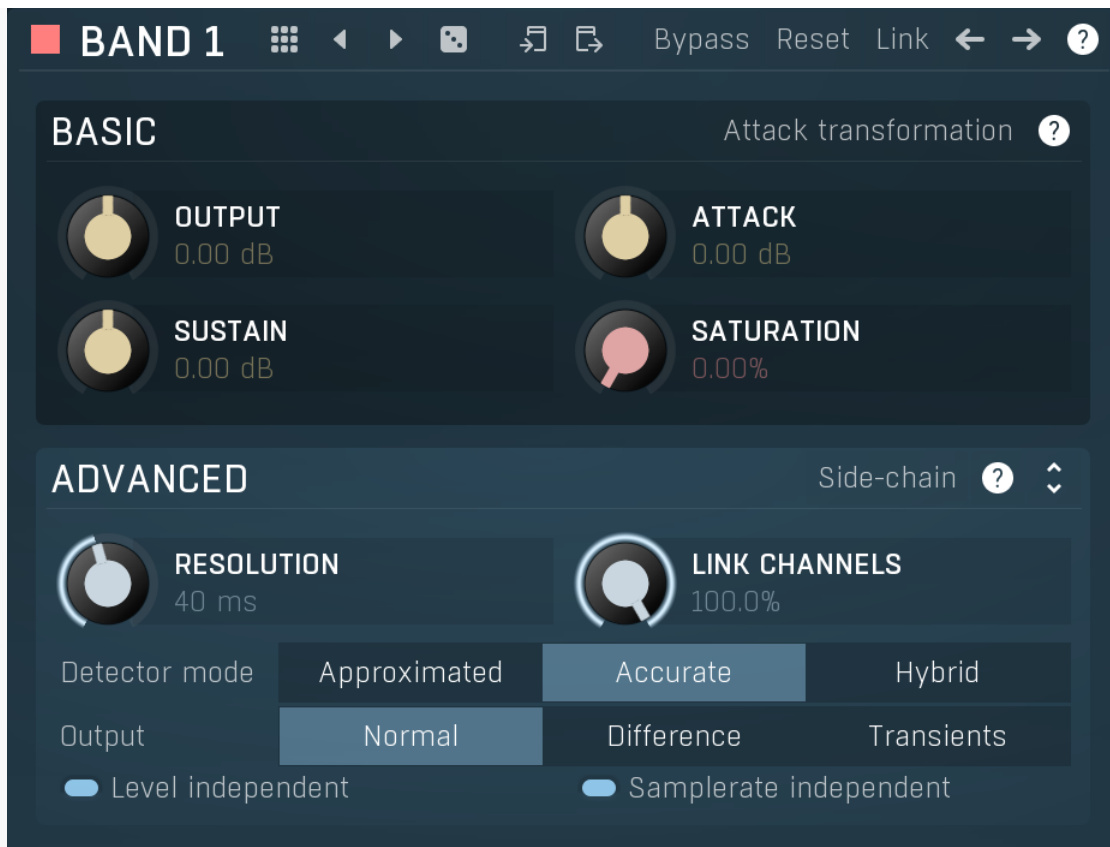 BAND 1 Bypass Reset Link ?
BASIC Attack transformation ?
OUTPUT ATTACK
0.00 dB 0.00 dB
SUSTAIN SATURATION
0.00 dB 0.00%
ADVANCED Side-chain ?
RESOLUTION LINK CHANNELS
40 ms 100.0%
Detector mode Approximated Accurate Hybrid
Output Normal Difference Transients
Level independent Samplerate independent